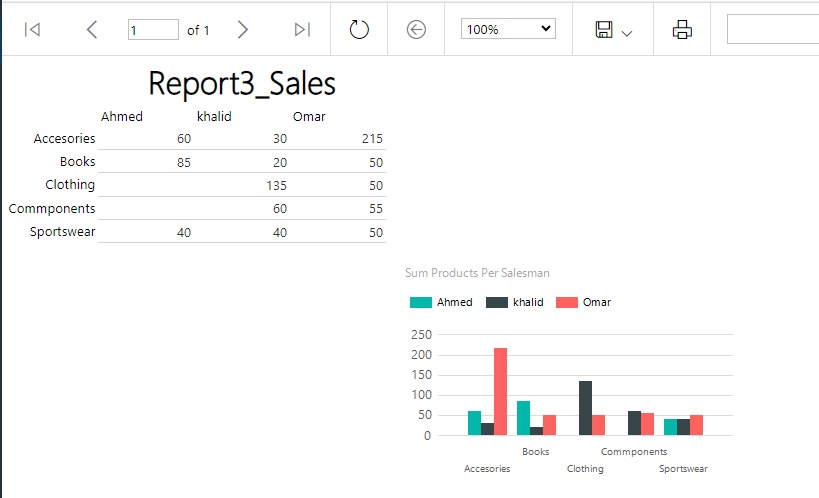 1 of 1 100%
Report3_Sales
Ahmed khalid Omar
Accesories 60 30 215
Books 85 20 50
Clothing 135 50
Commponents 60 55
Sportswear 40 40 50
Sum Products Per Salesman
Ahmed khalid Omar
250
200
150
100
50
0
Books Commponents
Accesories Clothing Sportswear